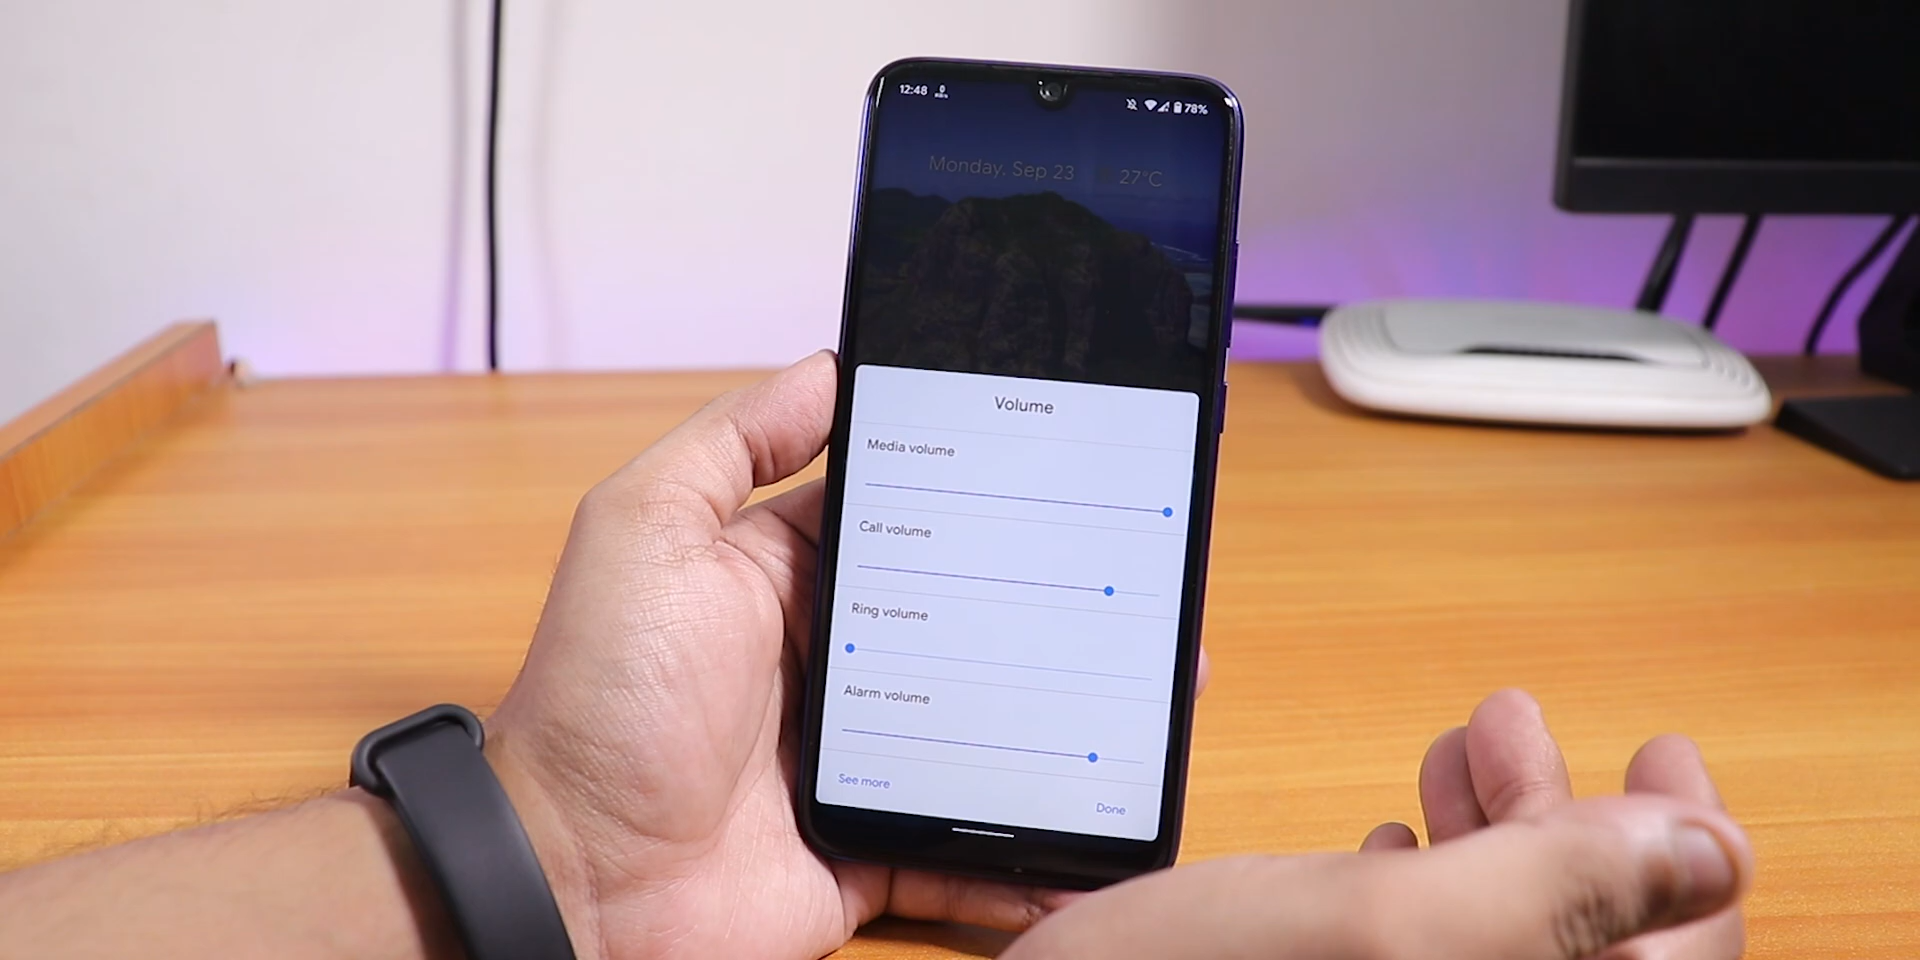 12:48 0 78%
Monday, Sep 23 27°C
Volume
Media volume
Call volume
Ring volume
Alarm volume
See more
Done